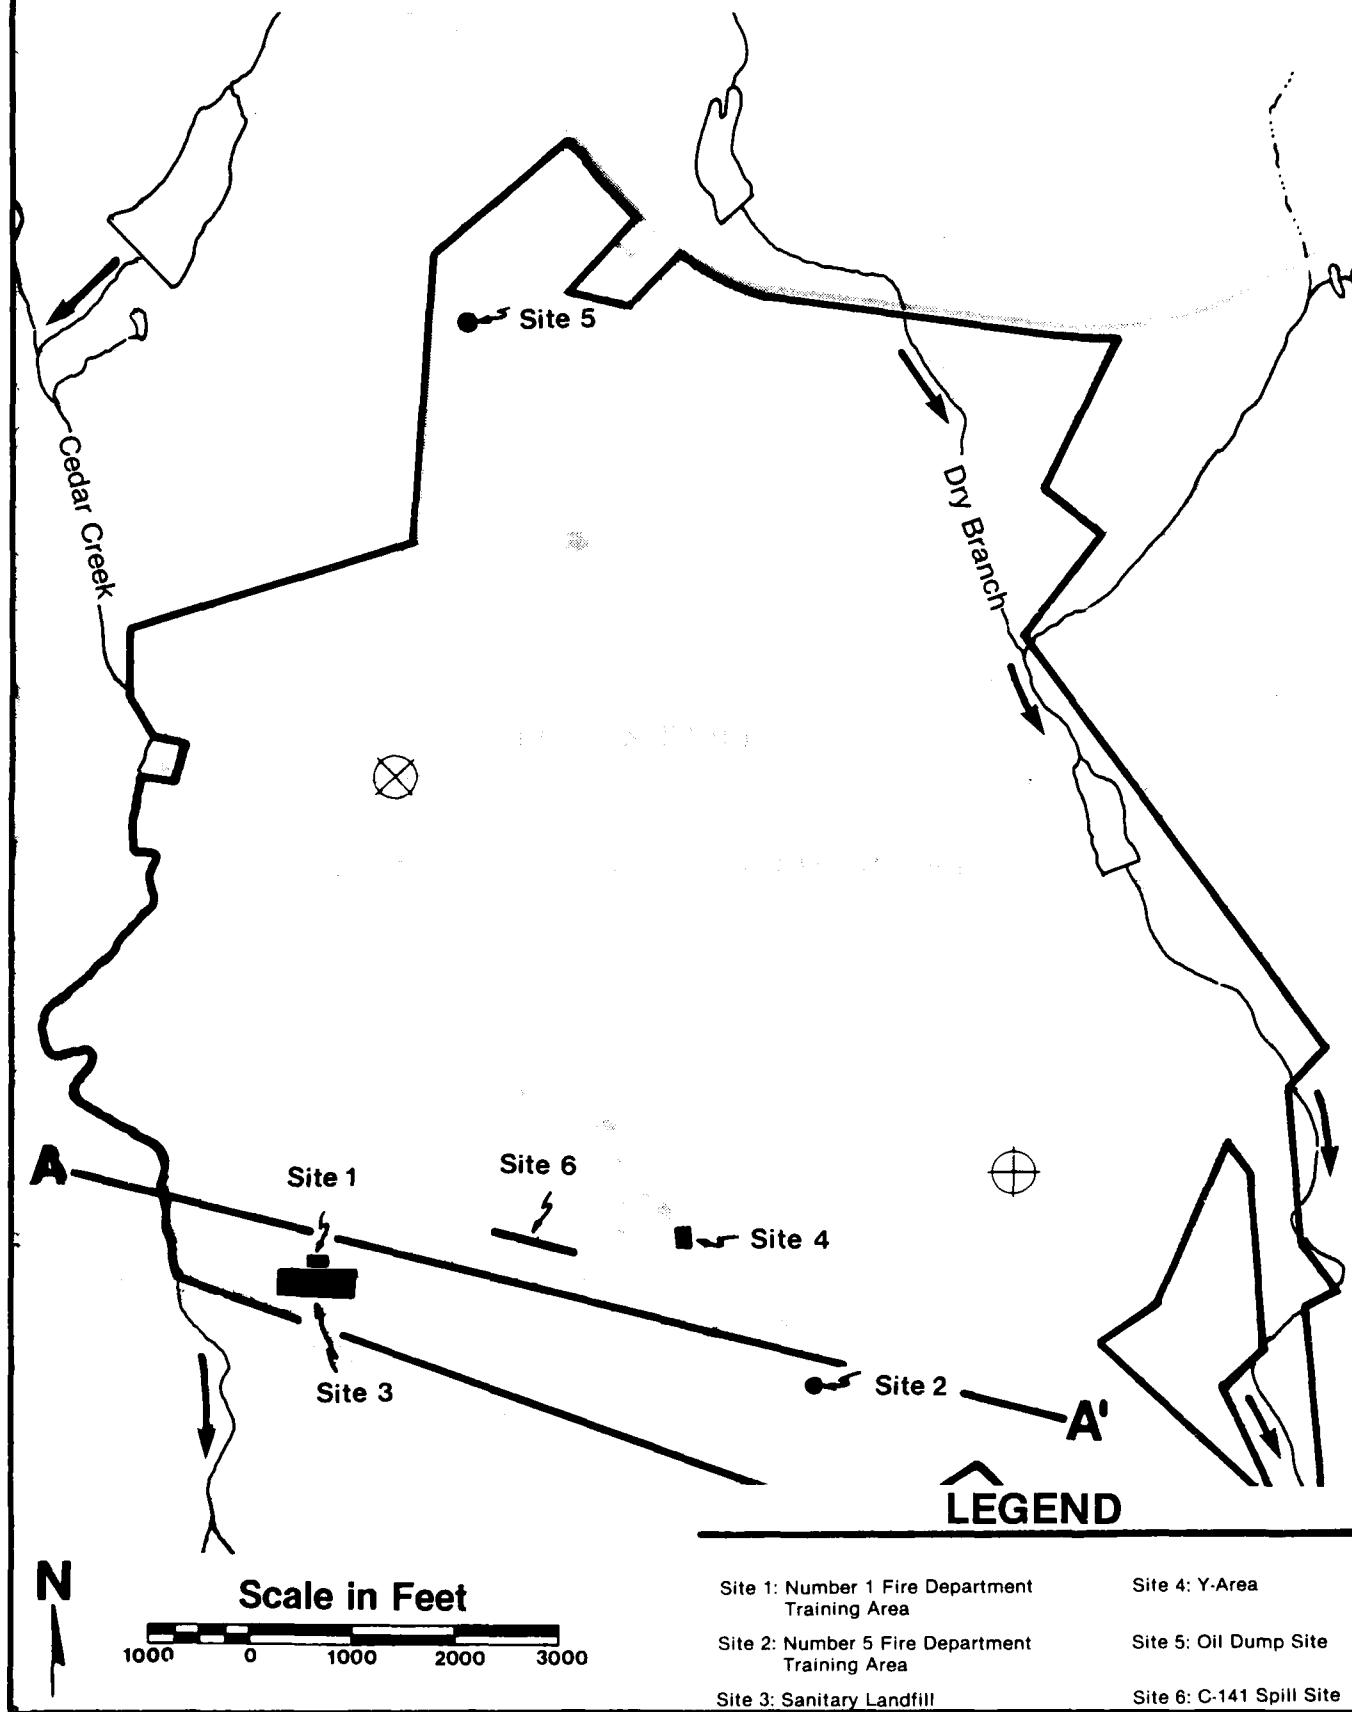 Site 5
Cedar Creek
Dry Branch
A
Site 1
Site 6
Site 4
Site 3
Site 2
A'
LEGEND
N
Scale in Feet
1000 0 1000 2000 3000
Site 1: Number 1 Fire Department
Training Area
Site 2: Number 5 Fire Department
Training Area
Site 3: Sanitary Landfill
Site 4: Y-Area
Site 5: Oil Dump Site
Site 6: C-141 Spill Site